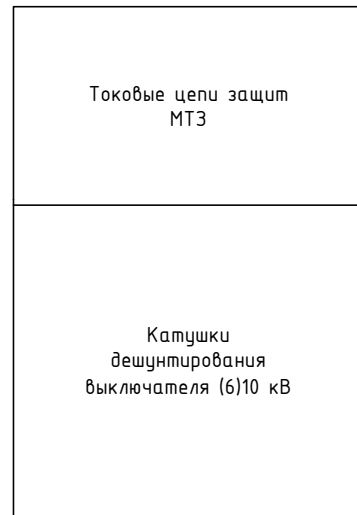 Токовые цепи защит
МТЗ
Катушки
дешунтирования
выключателя (6)10 кВ